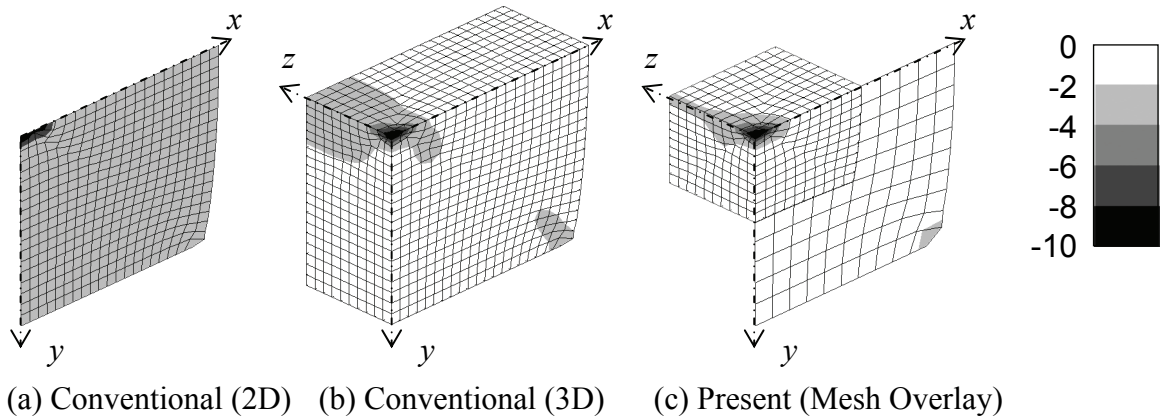 x
z
y
x
z
y
x
y
0
-2
-4
-6
-8
-10
(a) Conventional (2D) (b) Conventional (3D) (c) Present (Mesh Overlay)